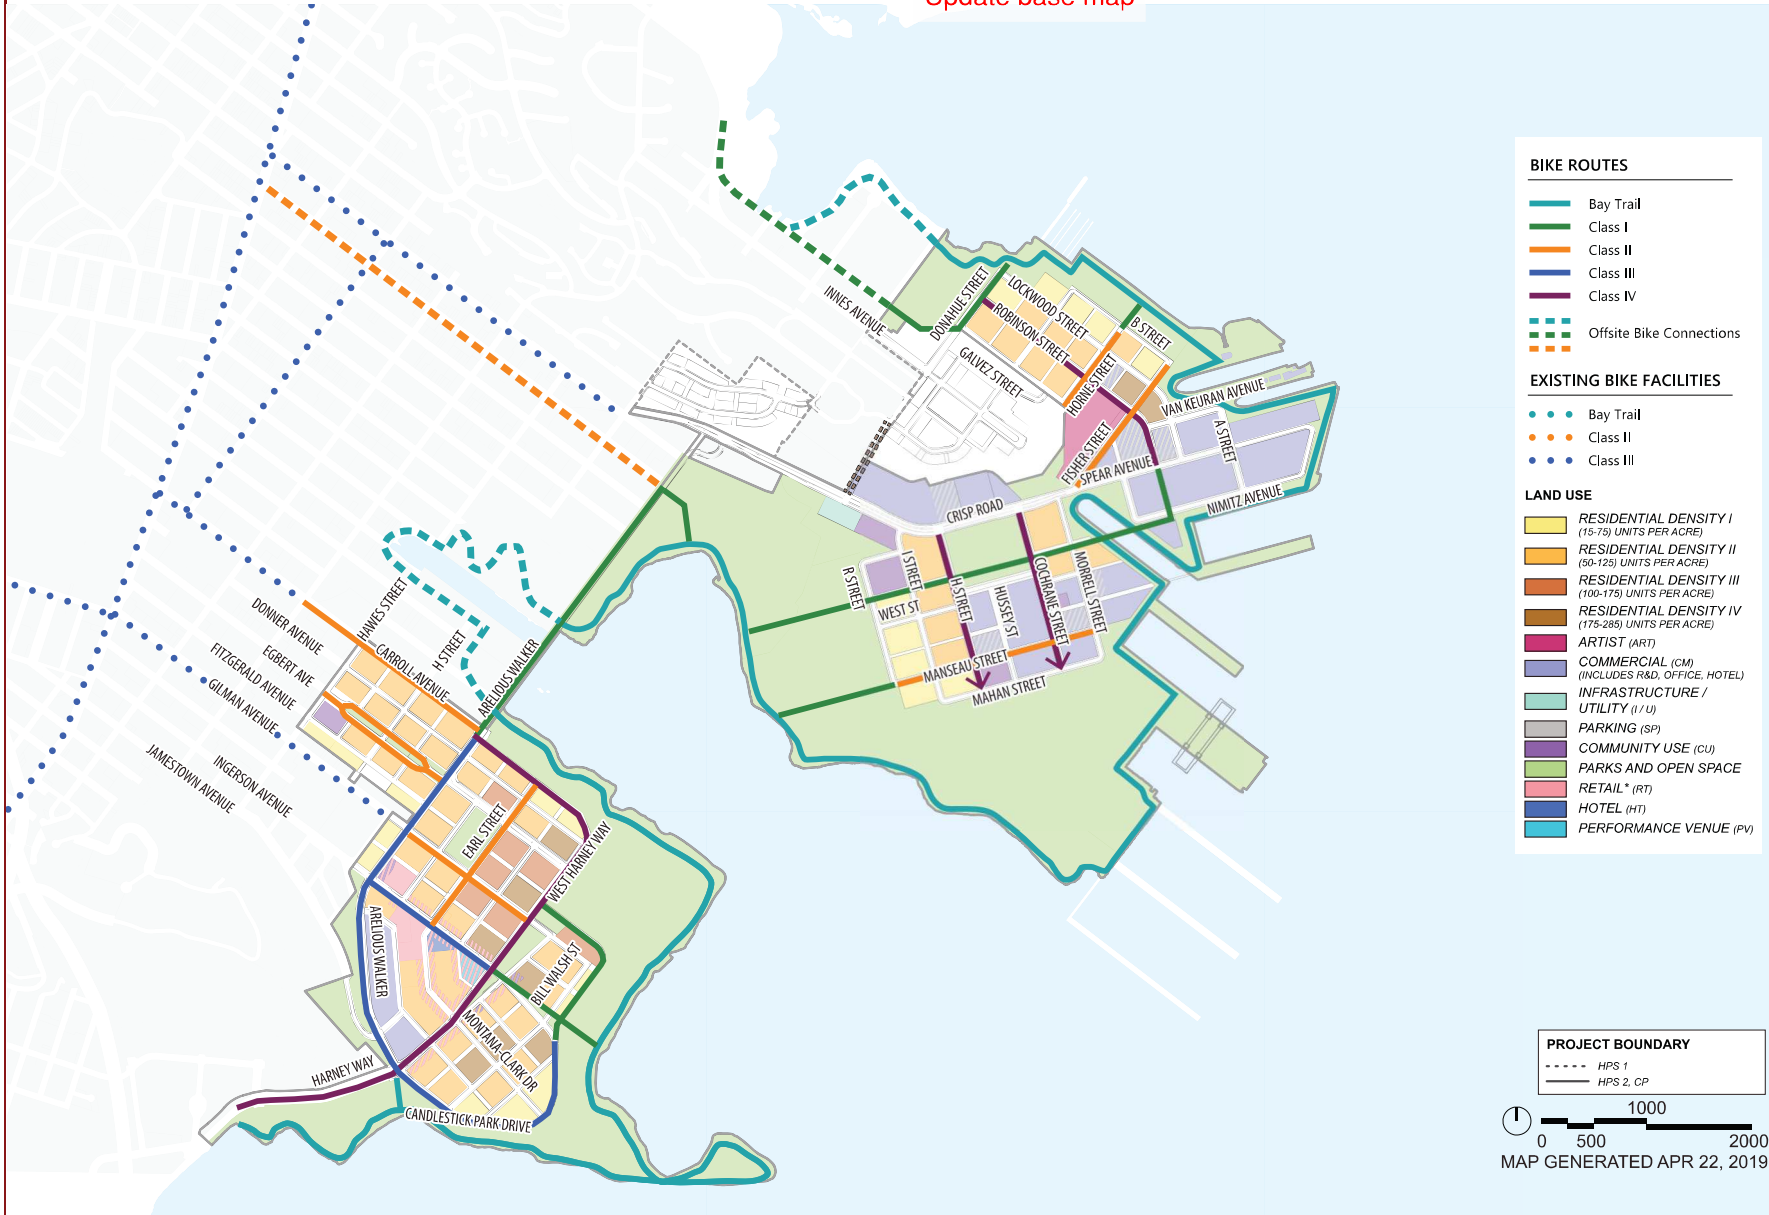 Update base map
BIKE ROUTES
Bay Trail
Class I
Class II
Class III
Class IV
Offsite Bike Connections
EXISTING BIKE FACILITIES
Bay Trail
Class II
Class III
LAND USE
RESIDENTIAL DENSITY I
(15-75) UNITS PER ACRE)
RESIDENTIAL DENSITY II
(50-125) UNITS PER ACRE)
RESIDENTIAL DENSITY III
(100-175) UNITS PER ACRE)
RESIDENTIAL DENSITY IV
(175-285) UNITS PER ACRE)
ARTIST (ART)
COMMERCIAL (CM)
(INCLUDES R&D, OFFICE, HOTEL)
INFRASTRUCTURE /
UTILITY (I / U)
PARKING (SP)
COMMUNITY USE (CU)
PARKS AND OPEN SPACE
RETAIL* (RT)
HOTEL (HT)
PERFORMANCE VENUE (PV)
INNES AVENUE
DONAHUE STREET
LOCKWOOD STREET
ROBINSON STREET
B STREET
GALVEZ STREET
HORNE STREET
VAN KEURAN AVENUE
A STREET
FISHER STREET
SPEAR AVENUE
NIMITZ AVENUE
CRISP ROAD
R STREET
I STREET
H STREET
WEST ST
HUSSEY ST
COCHRANE STREET
MORRELL STREET
MANSEAU STREET
MAHAN STREET
DONNER AVENUE
HAWES STREET
EGBERT AVE
CARROLL AVENUE
H STREET
FITZGERALD AVENUE
GILMAN AVENUE
ARELIOUS WALKER
JAMESTOWN AVENUE
INGERSON AVENUE
EARL STREET
WEST HARNEY WAY
ARELIOUS WALKER
BILL WALSH ST
MONTANA-CLARK DR
HARNEY WAY
CANDLESTICK PARK DRIVE
PROJECT BOUNDARY
HPS 1
HPS 2, CP
1000
0 500 2000
MAP GENERATED APR 22, 2019